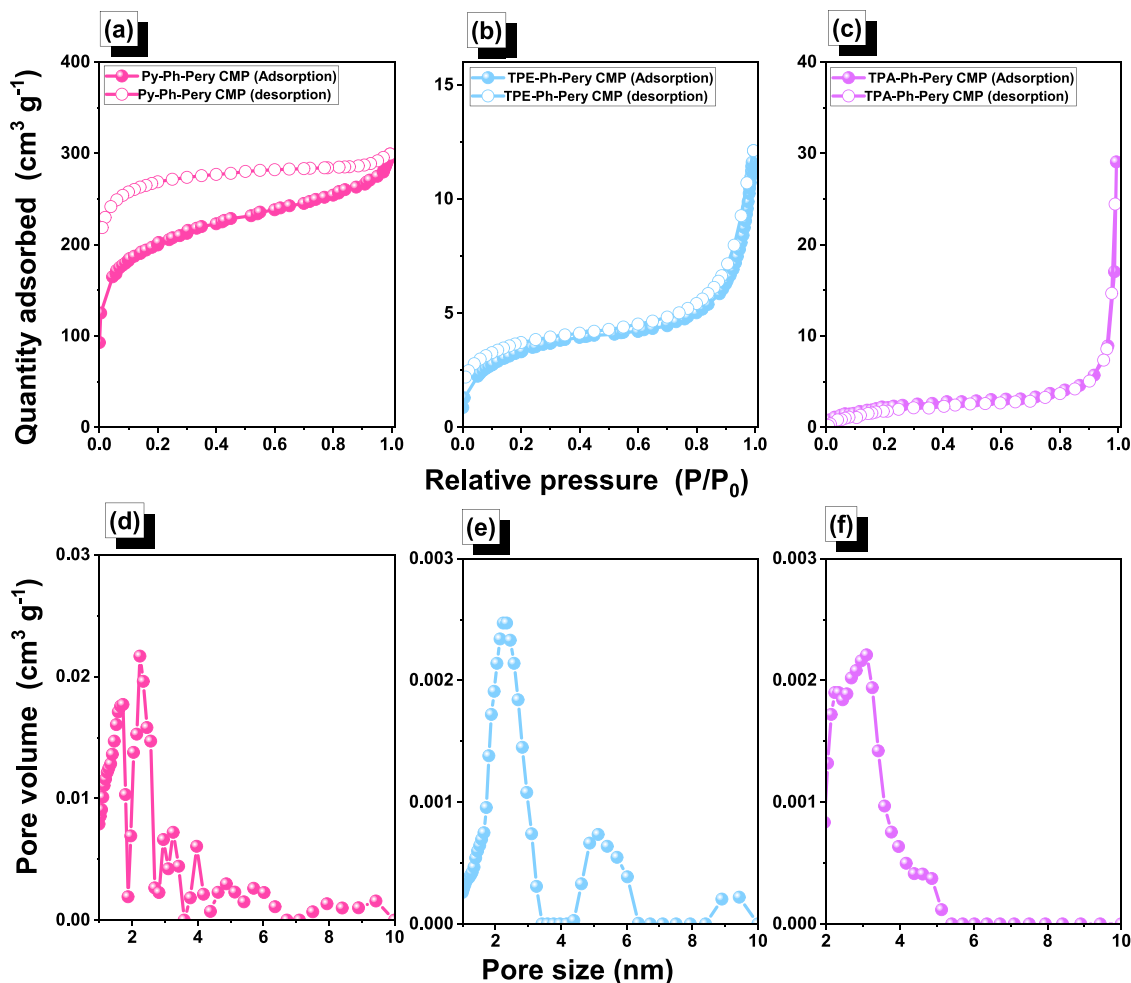 (a)
(b)
(c)
Quantity adsorbed (cm³ g⁻¹)
400
300
200
100
0
Py-Ph-Pery CMP (Adsorption)
Py-Ph-Pery CMP (desorption)
0.0 0.2 0.4 0.6 0.8 1.0
15
10
5
0
TPE-Ph-Pery CMP (Adsorption)
TPE-Ph-Pery CMP (desorption)
0.0 0.2 0.4 0.6 0.8 1.0
40
30
20
10
0
TPA-Ph-Pery CMP (Adsorption)
TPA-Ph-Pery CMP (desorption)
0.0 0.2 0.4 0.6 0.8 1.0
Relative pressure (P/P₀)
(d)
(e)
(f)
Pore volume (cm³ g⁻¹)
0.03
0.02
0.01
0.00
2 4 6 8 10
0.003
0.002
0.001
0.000
2 4 6 8 10
0.003
0.002
0.001
0.000
2 4 6 8 10
Pore size (nm)